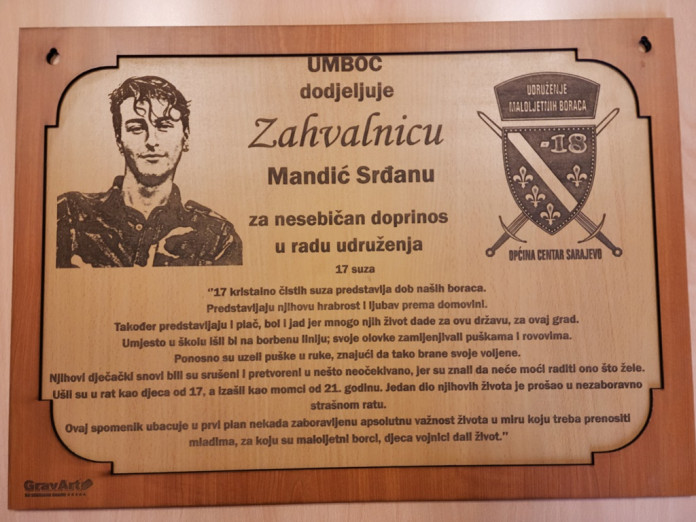 UMBOC
dodjeljuje
Zahvalnicu
Mandić Srđanu
za nesebičan doprinos
u radu udruženja
UDRUŽENJE
MALOLJETNIH BORACA
-18
OPĆINA CENTAR SARAJEVO
17 suza
"17 kristalno čistih suza predstavlja dob naših boraca.
Predstavljaju njihovu hrabrost i ljubav prema domovini.
Također predstavljaju i plač, bol i jad jer mnogo njih život dade za ovu državu, za ovaj grad.
Umjesto u školu išli bi na borbenu liniju; svoje olovke zamijenjivali puškama i rovovima.
Ponosno su uzeli puške u ruke, znajući da tako brane svoje voljene.
Njihovi dječački snovi bili su srušeni i pretvoreni u nešto neočekivano, jer su znali da neće moći raditi ono što žele.
Ušli su u rat kao djeca od 17, a izašli kao momci od 21. godinu. Jedan dio njihovih života je prošao u nezaboravno
strašnom ratu.
Ovaj spomenik ubacuje u prvi plan nekada zaboravljenu apsolutnu važnost života u miru koju treba prenositi
mladima, za koju su maloljetni borci, djeca vojnici dali život."
GravArt